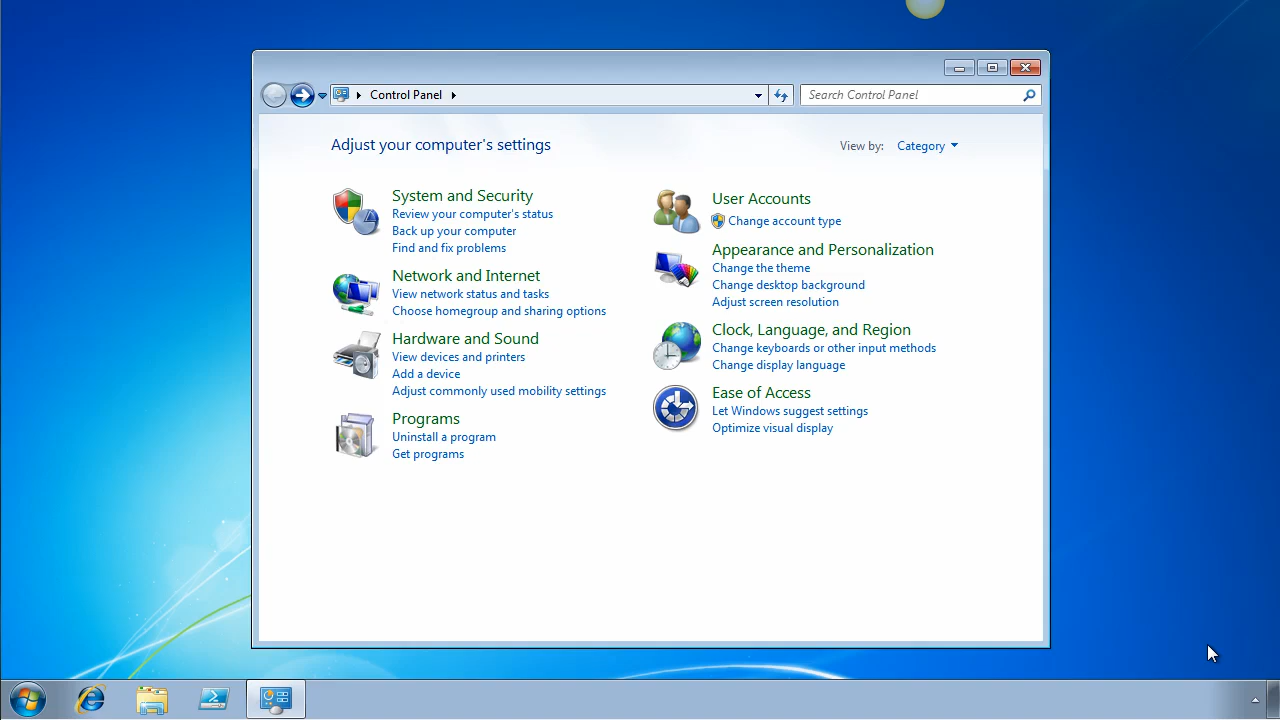 Control Panel
Search Control Panel
Adjust your computer's settings
View by: Category
System and Security
Review your computer's status
Back up your computer
Find and fix problems
Network and Internet
View network status and tasks
Choose homegroup and sharing options
Hardware and Sound
View devices and printers
Add a device
Adjust commonly used mobility settings
Programs
Uninstall a program
Get programs
User Accounts
Change account type
Appearance and Personalization
Change the theme
Change desktop background
Adjust screen resolution
Clock, Language, and Region
Change keyboards or other input methods
Change display language
Ease of Access
Let Windows suggest settings
Optimize visual display